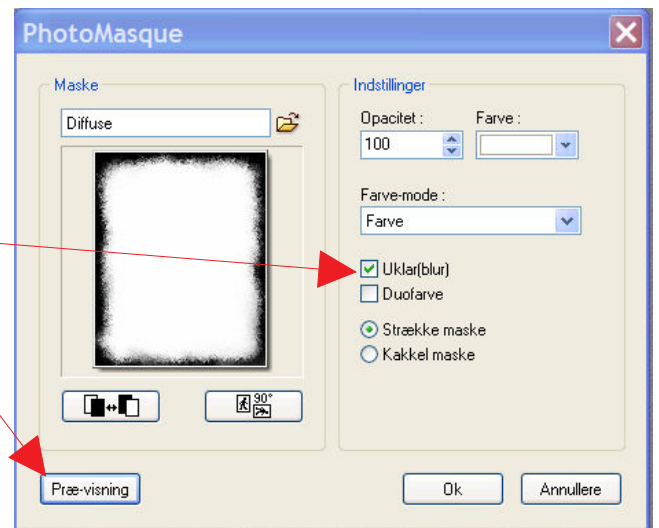 PhotoMasque
Maske
Diffuse
90°
Indstillinger
Opacitet :
Farve :
100
Farve-mode :
Farve
Uklar(blur)
Duofarve
Strække maske
Kakkel maske
Præ-visning
Ok
Annullere